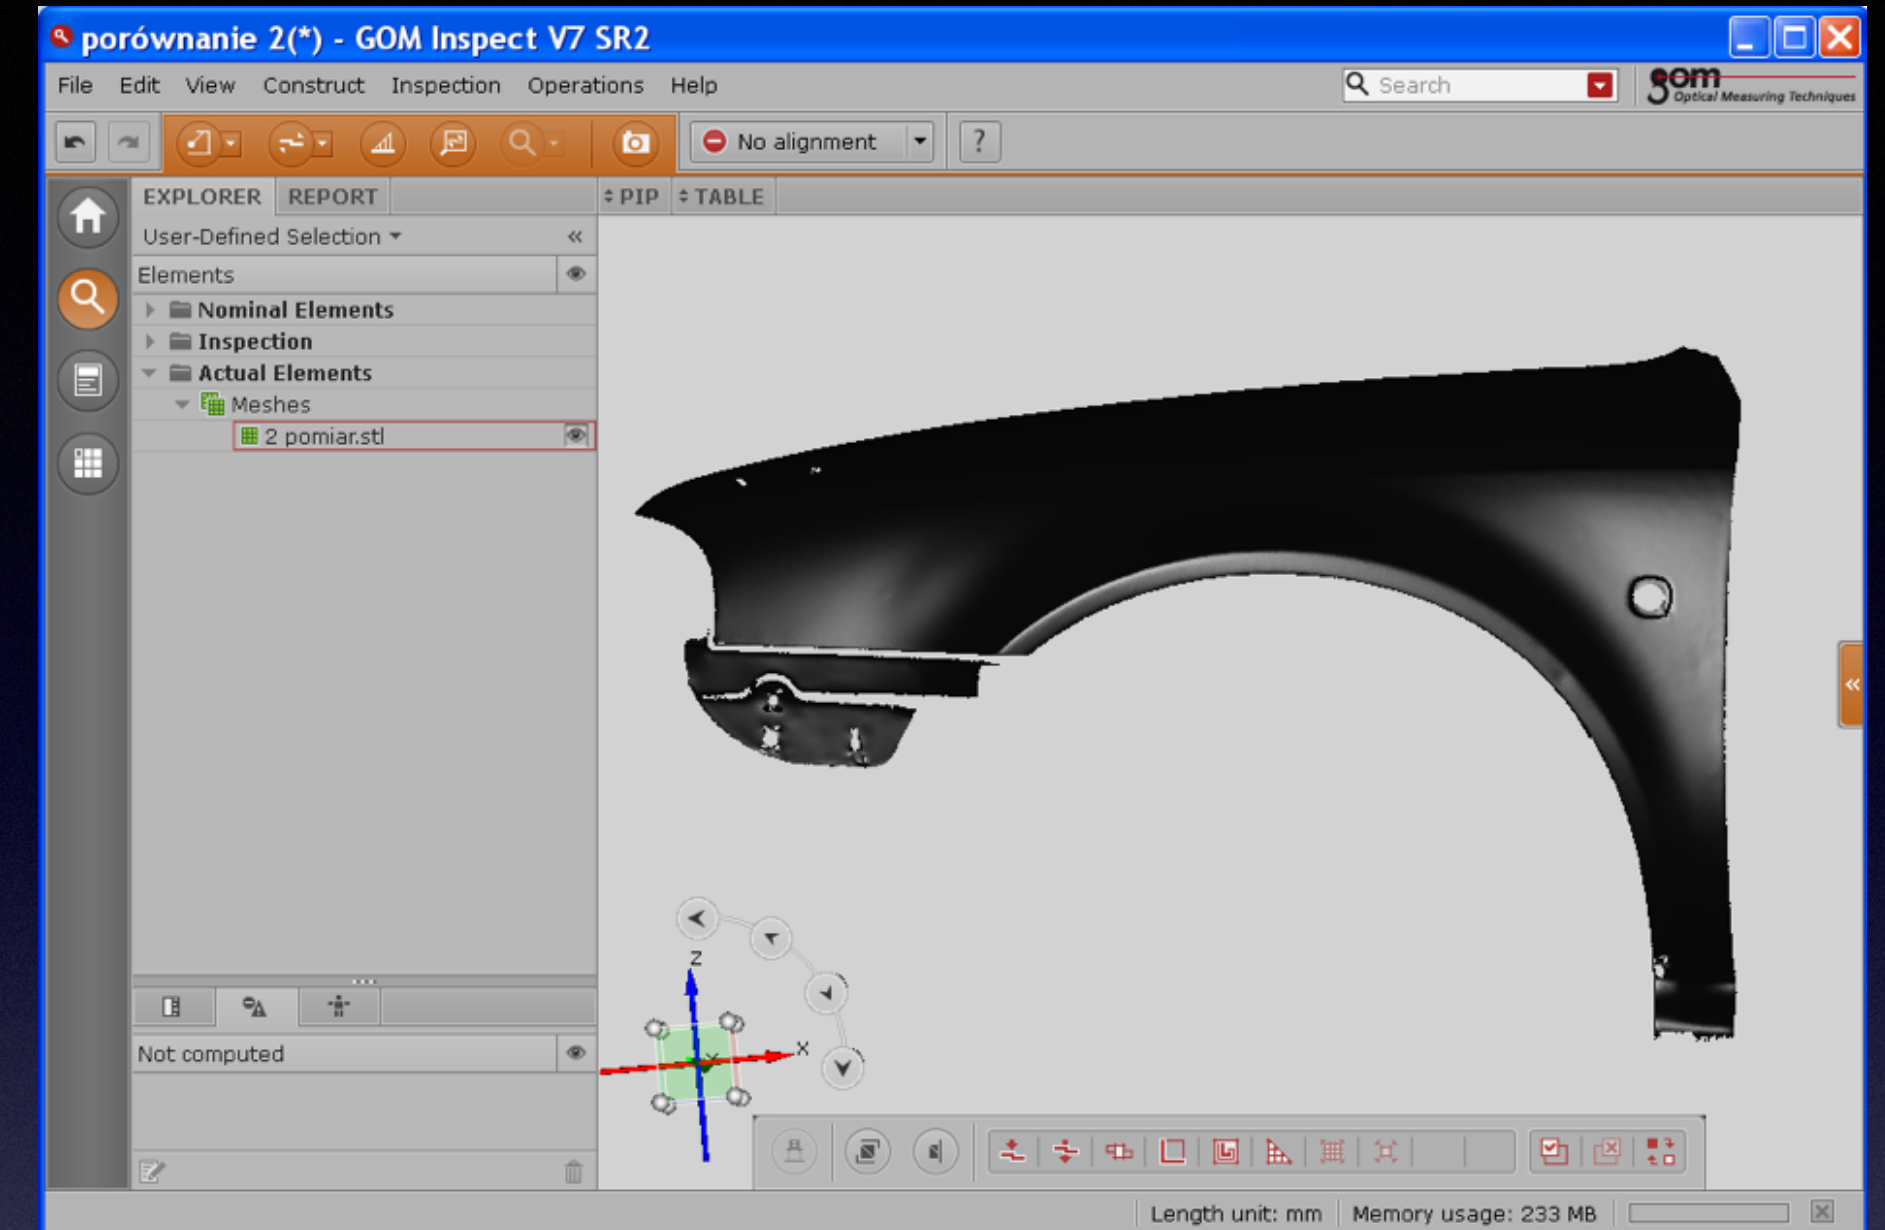 porównanie 2(*) - GOM Inspect V7 SR2
File Edit View Construct Inspection Operations Help
Search
gom
Optical Measuring Techniques
No alignment
?
EXPLORER REPORT
PIP TABLE
User-Defined Selection
Elements
Nominal Elements
Inspection
Actual Elements
Meshes
2 pomiar.stl
Z
X
Y
Not computed
Length unit: mm Memory usage: 233 MB